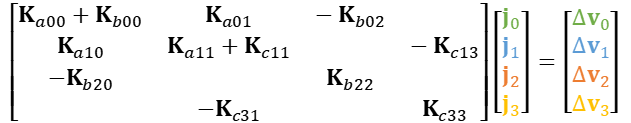 K_{a00} + K_{b00} K_{a01} − K_{b02} j_0 Δv_0
K_{a10} K_{a11} + K_{c11} − K_{c13} j_1 = Δv_1
−K_{b20} K_{b22} j_2 Δv_2
−K_{c31} K_{c33} j_3 Δv_3